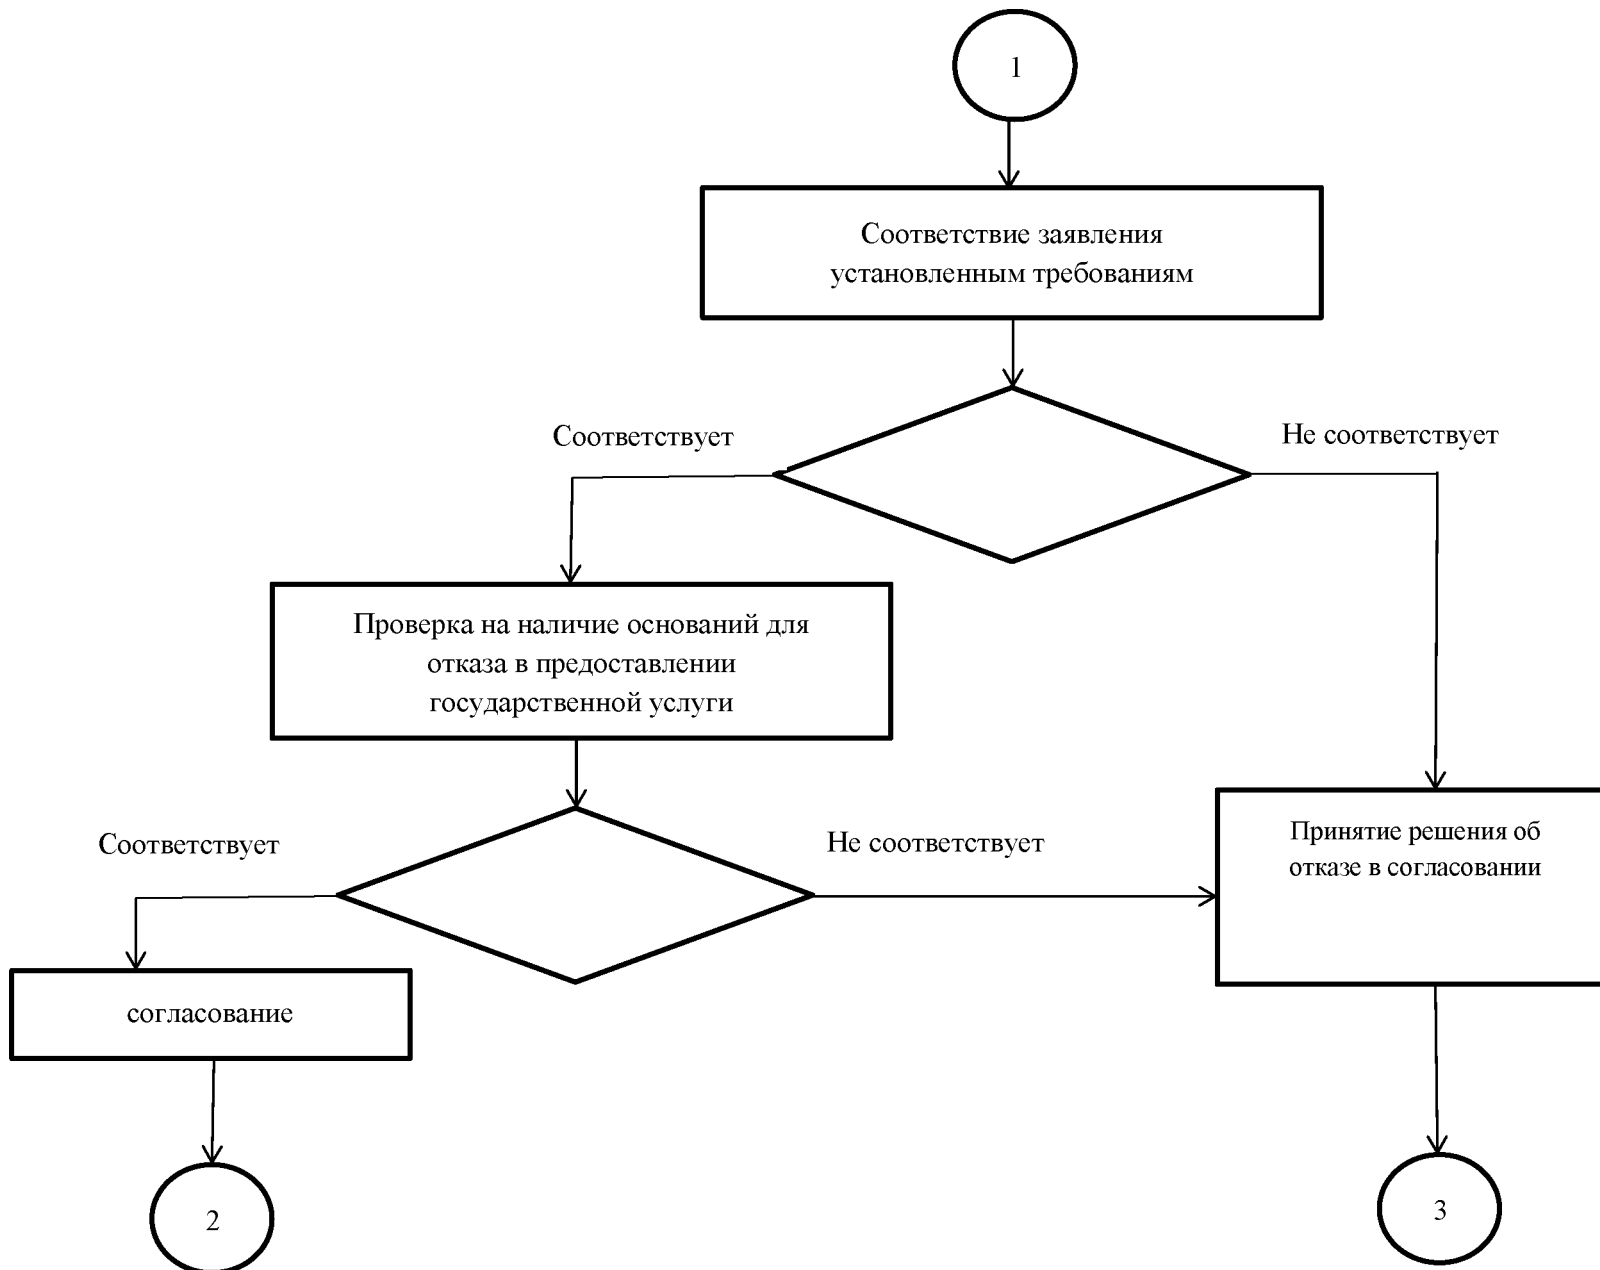 1
Соответствие заявления
установленным требованиям
Соответствует
Не соответствует
Проверка на наличие оснований для
отказа в предоставлении
государственной услуги
Соответствует
Не соответствует
Принятие решения об
отказе в согласовании
согласование
2
3